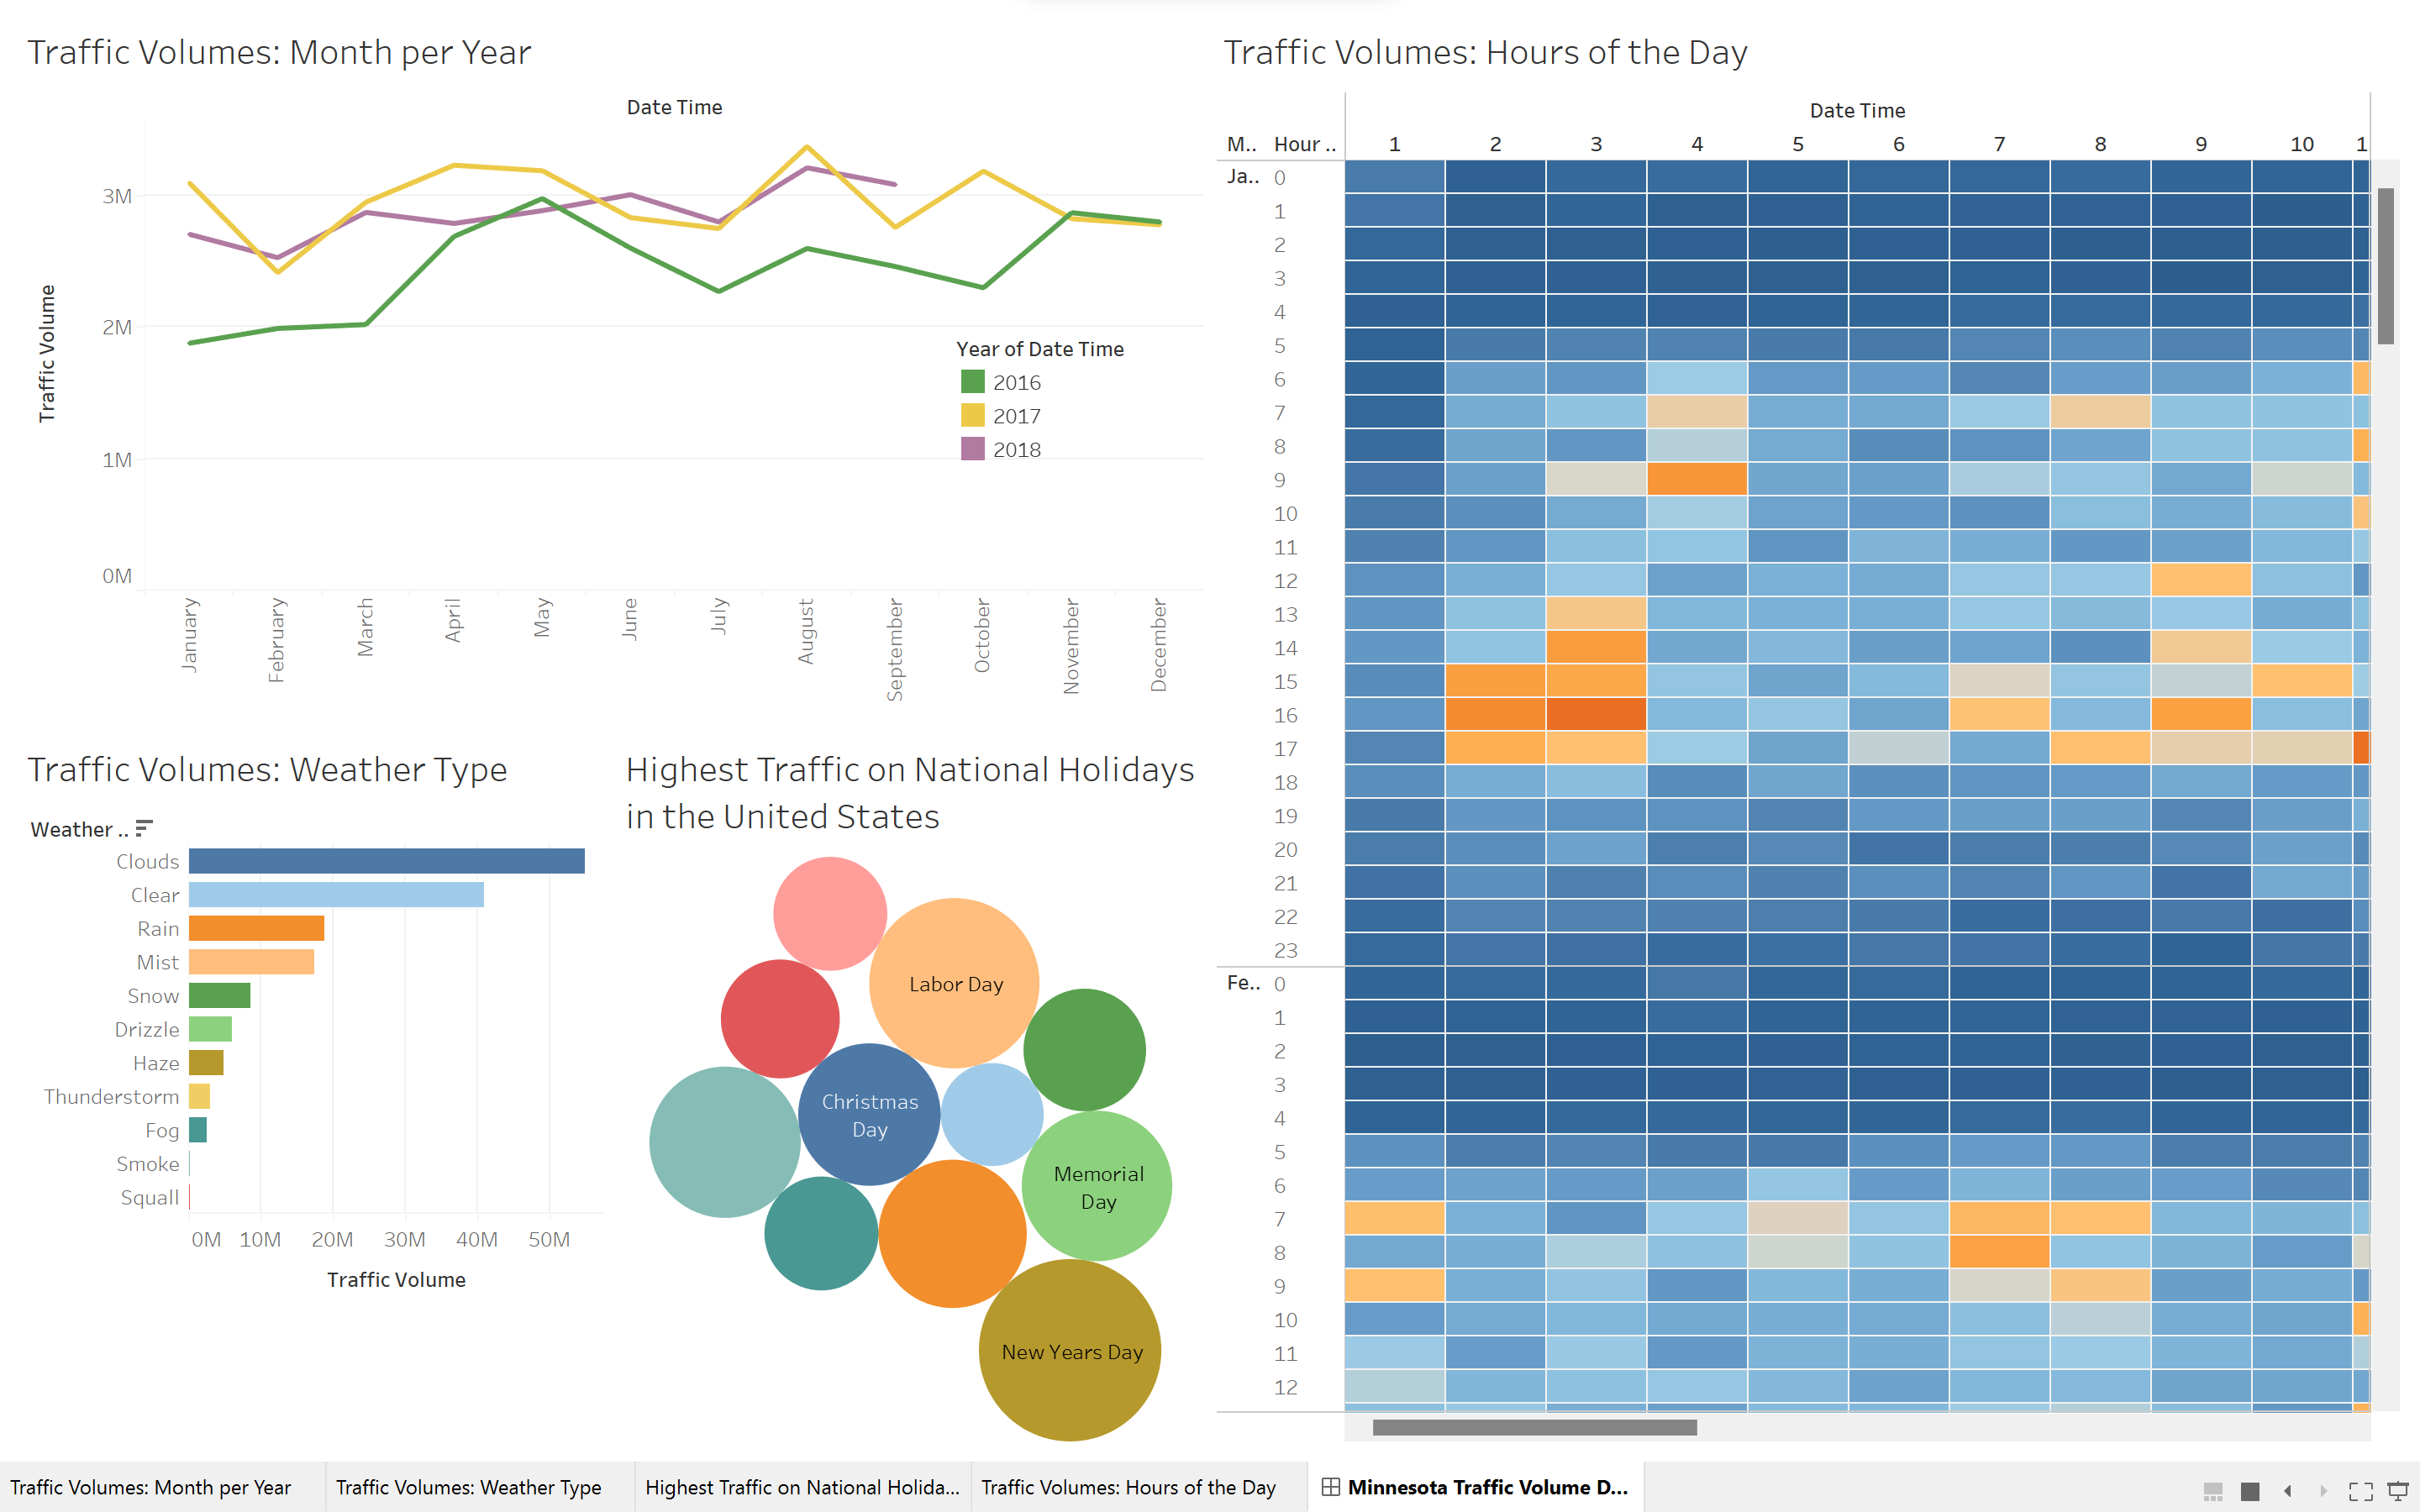 Traffic Volumes: Month per Year
Date Time
Traffic Volume
3M
2M
1M
0M
Year of Date Time
2016
2017
2018
January
February
March
April
May
June
July
August
September
October
November
December
Traffic Volumes: Weather Type
Weather ..
Clouds
Clear
Rain
Mist
Snow
Drizzle
Haze
Thunderstorm
Fog
Smoke
Squall
0M 10M 20M 30M 40M 50M
Traffic Volume
Highest Traffic on National Holidays
in the United States
Labor Day
Christmas
Day
Memorial
Day
New Years Day
Traffic Volumes: Hours of the Day
Date Time
M.. Hour .. 1 2 3 4 5 6 7 8 9 10 1
Ja.. 0
1
2
3
4
5
6
7
8
9
10
11
12
13
14
15
16
17
18
19
20
21
22
23
Fe.. 0
1
2
3
4
5
6
7
8
9
10
11
12
Traffic Volumes: Month per Year
Traffic Volumes: Weather Type
Highest Traffic on National Holida...
Traffic Volumes: Hours of the Day
Minnesota Traffic Volume D...